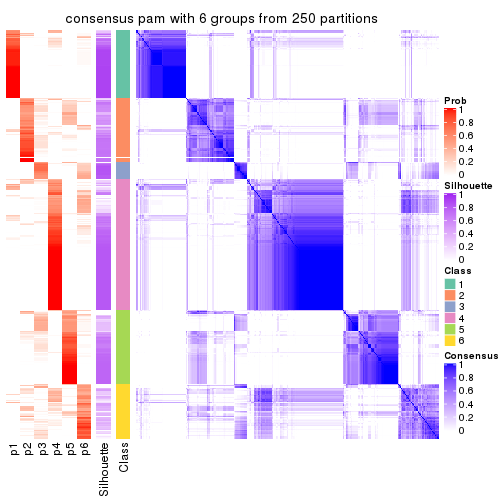 consensus pam with 6 groups from 250 partitions
Prob
1
0.8
0.6
0.4
0.2
0
Silhouette
1
0.8
0.6
0.4
0.2
0
Class
1
2
3
4
5
6
Consensus
1
0.8
0.6
0.4
0.2
0
p1
p2
p3
p4
p5
p6
Silhouette
Class